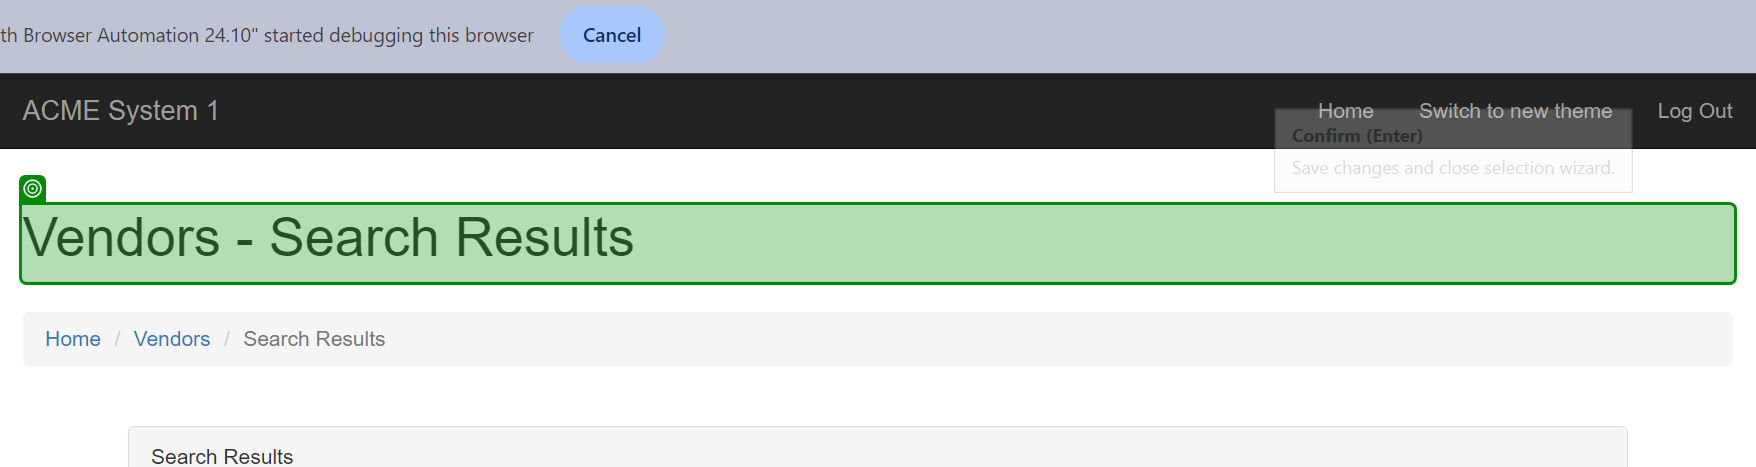 th Browser Automation 24.10" started debugging this browser Cancel
ACME System 1 Home Switch to new theme Log Out
Confirm (Enter)
Save changes and close selection wizard.
Vendors - Search Results
Home / Vendors / Search Results
Search Results